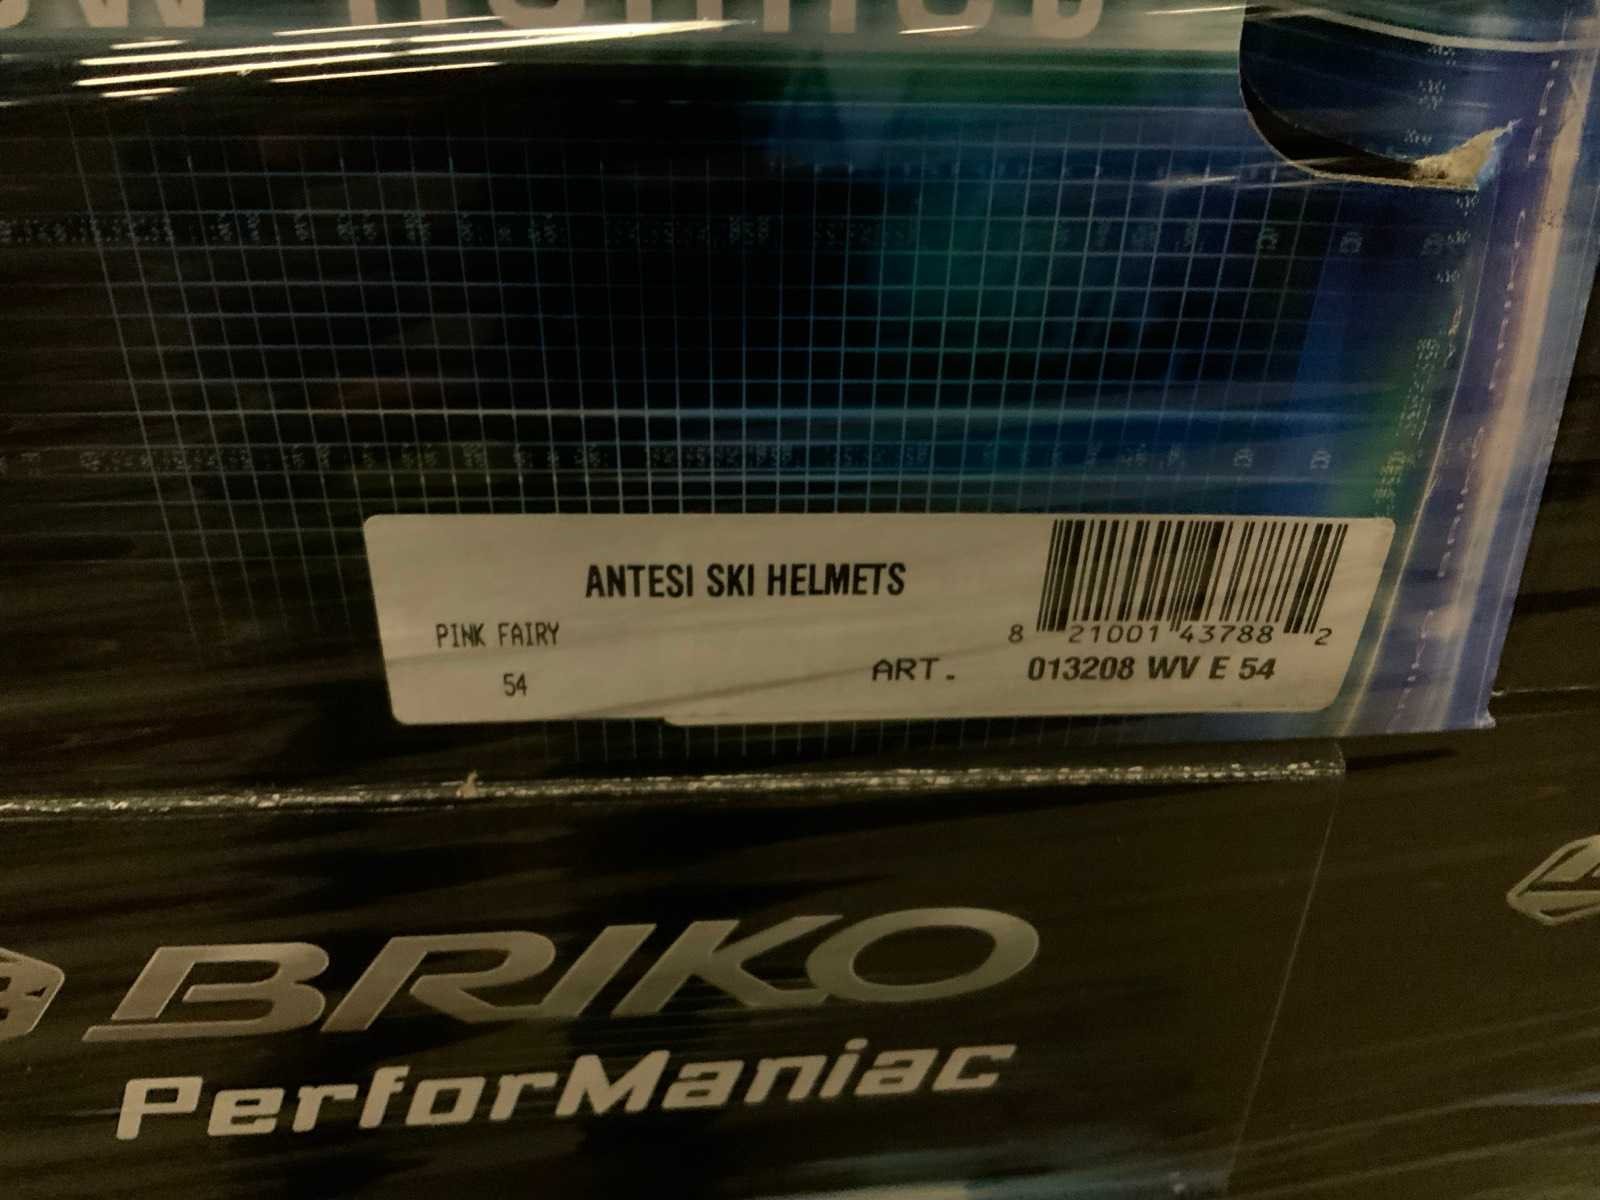 ANTESI SKI HELMETS
PINK FAIRY
54
8 21001 43788 2
ART. 013208 WV E 54
BRIKO
PerforManiac